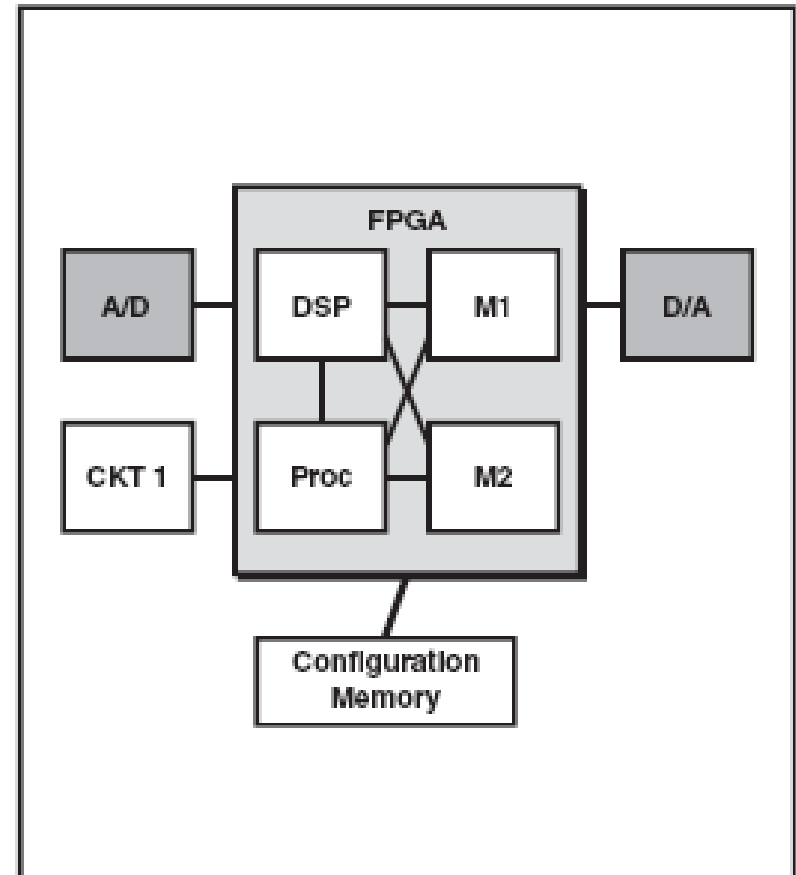 FPGA
A/D
DSP
M1
D/A
CKT 1
Proc
M2
Configuration
Memory